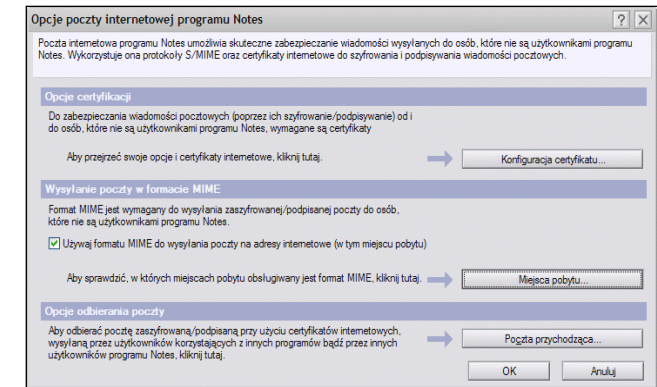 Opcje poczty internetowej programu Notes
Poczta internetowa programu Notes umożliwia skuteczne zabezpieczanie wiadomości wysyłanych do osób, które nie są użytkownikami programu
Notes. Wykorzystuje ona protokoły S/MIME oraz certyfikaty internetowe do szyfrowania i podpisywania wiadomości pocztowych.
Opcje certyfikacji
Do zabezpieczania wiadomości pocztowych (poprzez ich szyfrowanie/podpisywanie) od i
do osób, które nie są użytkownikami programu Notes, wymagane są certyfikaty
Aby przejrzeć swoje opcje i certyfikaty internetowe, kliknij tutaj.
Konfiguracja certyfikatu...
Wysyłanie poczty w formacie MIME
Format MIME jest wymagany do wysyłania zaszyfrowanej/podpisanej poczty do osób,
które nie są użytkownikami programu Notes.
Używaj formatu MIME do wysyłania poczty na adresy internetowe (w tym miejscu pobytu)
Aby sprawdzić, w których miejscach pobytu obsługiwany jest format MIME, kliknij tutaj.
Miejsca pobytu...
Opcje odbierania poczty
Aby odbierać pocztę zaszyfrowaną/podpisaną przy użyciu certyfikatów internetowych,
wysyłaną przez użytkowników korzystających z innych programów bądź przez innych
użytkowników programu Notes, kliknij tutaj.
Poczta przychodząca...
OK
Anuluj